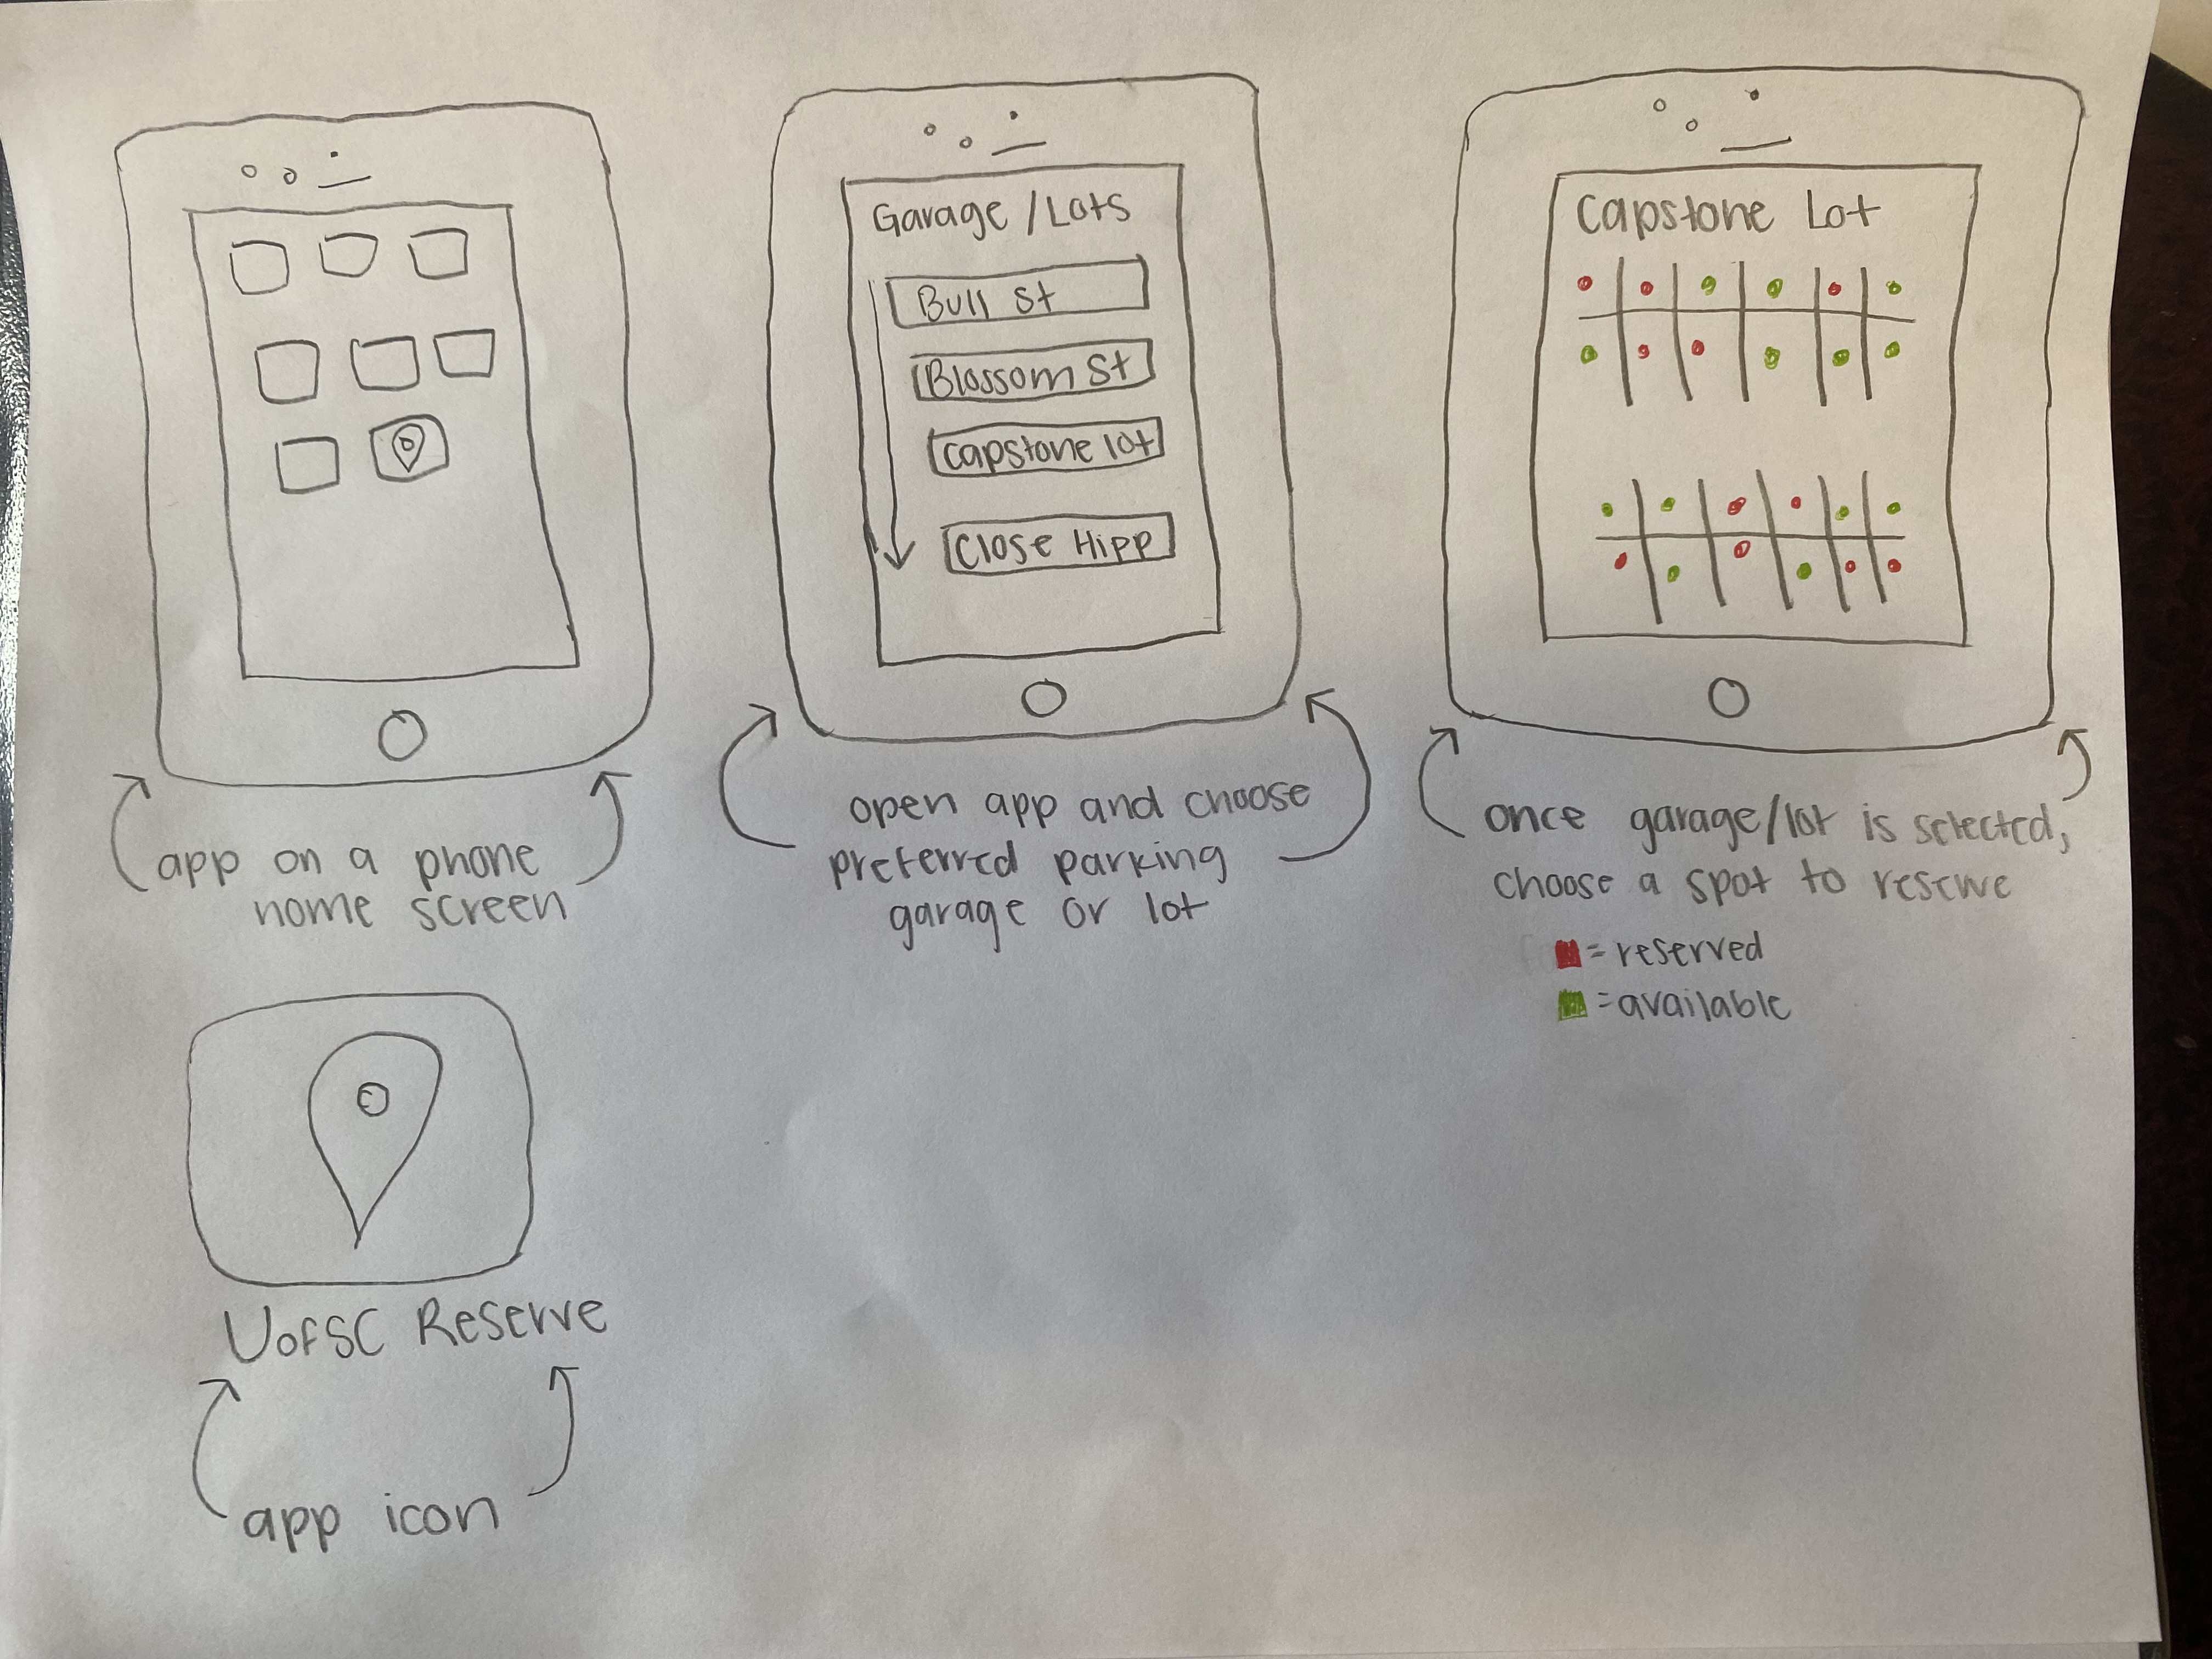 app on a phone
home screen
UofSC Reserve
app icon
Garage/Lots
Bull St
Blossom St
Capstone lot
Close Hipp
open app and choose
preferred parking
garage or lot
Capstone Lot
once garage/lot is selected,
choose a spot to reserve
= reserved
= available